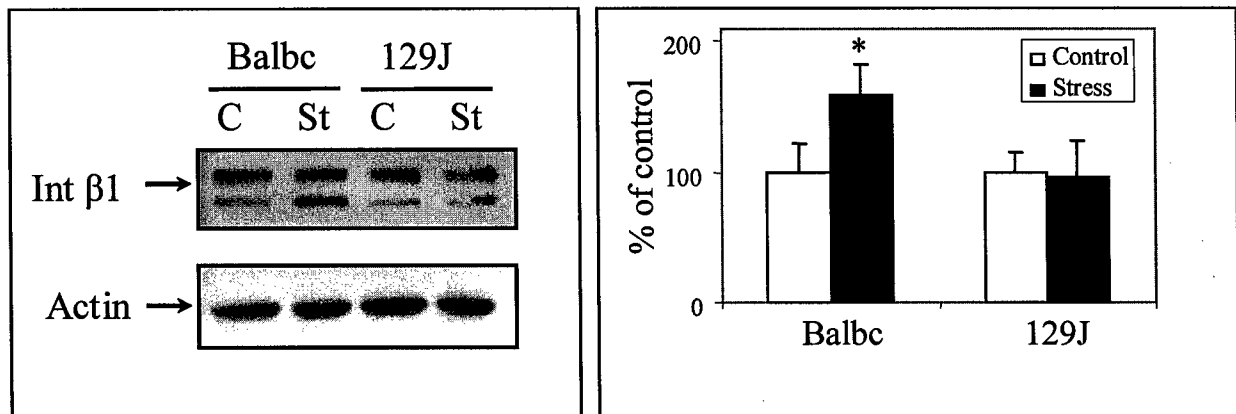 Balbc 129J
C St C St
Int β1
Actin
200
100
0
% of control
*
Control
Stress
Balbc 129J